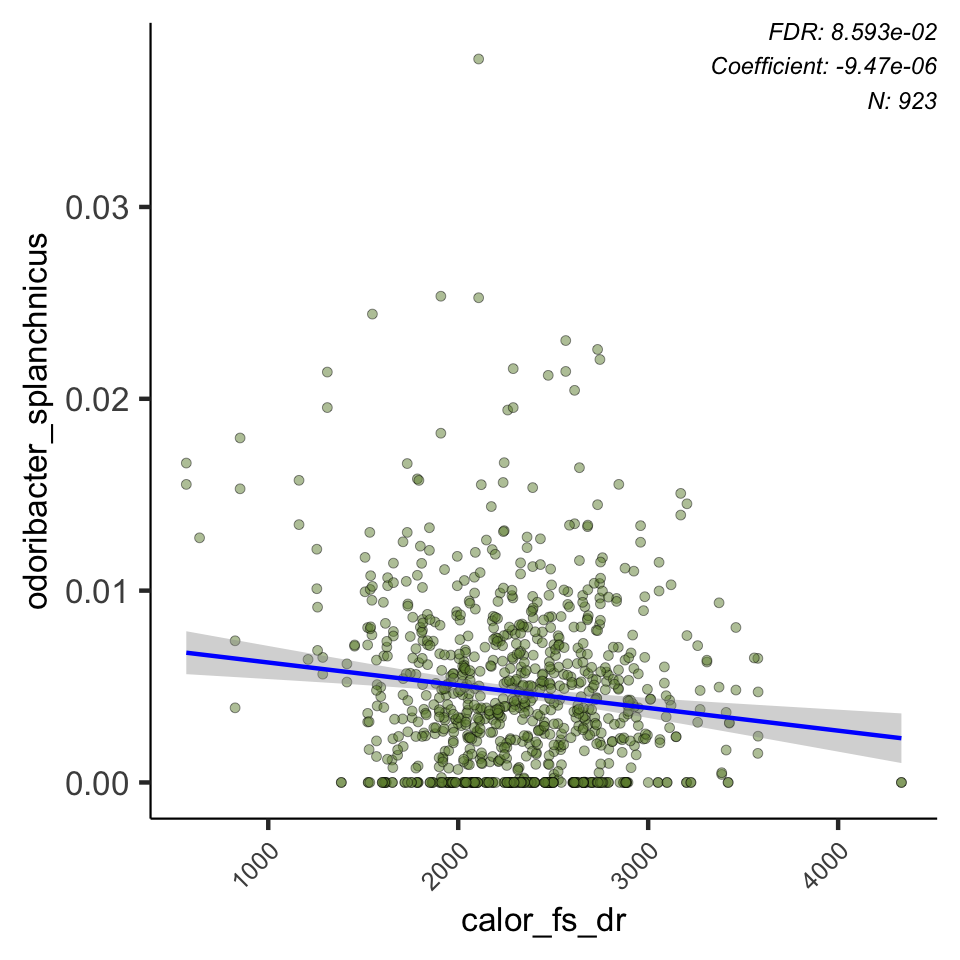 FDR: 8.593e-02
Coefficient: -9.47e-06
N: 923
odoribacter_splanchnicus
0.03
0.02
0.01
0.00
1000
2000
3000
4000
calor_fs_dr